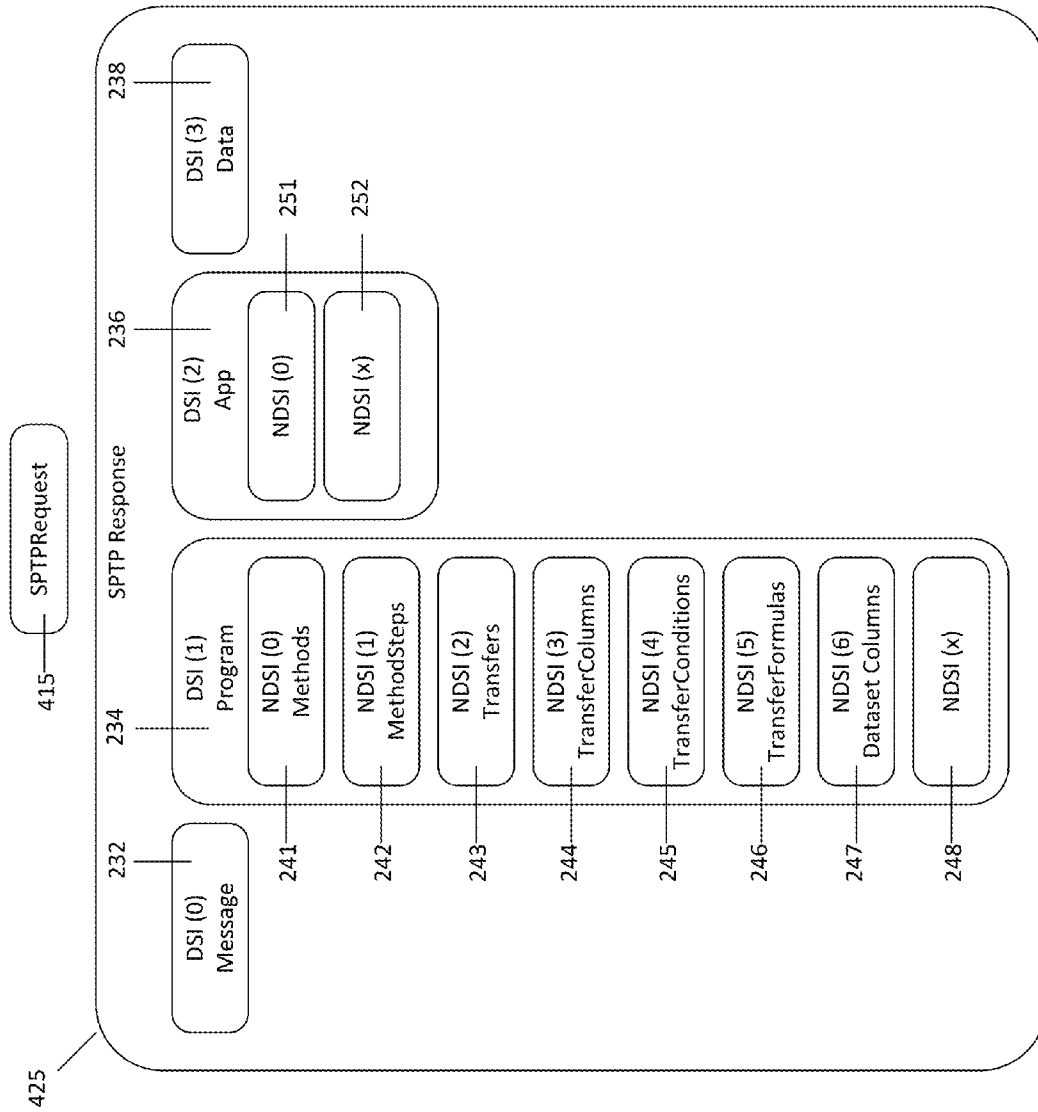 415
SPTPRequest
425
SPTP Response
232
DSI (0)
Message
234
DSI (1)
Program
241
NDSI (0)
Methods
242
NDSI (1)
MethodSteps
243
NDSI (2)
Transfers
244
NDSI (3)
TransferColumns
245
NDSI (4)
TransferConditions
246
NDSI (5)
TransferFormulas
247
NDSI (6)
Dataset Columns
248
NDSI (x)
236
DSI (2)
App
NDSI (0)
251
NDSI (x)
252
238
DSI (3)
Data